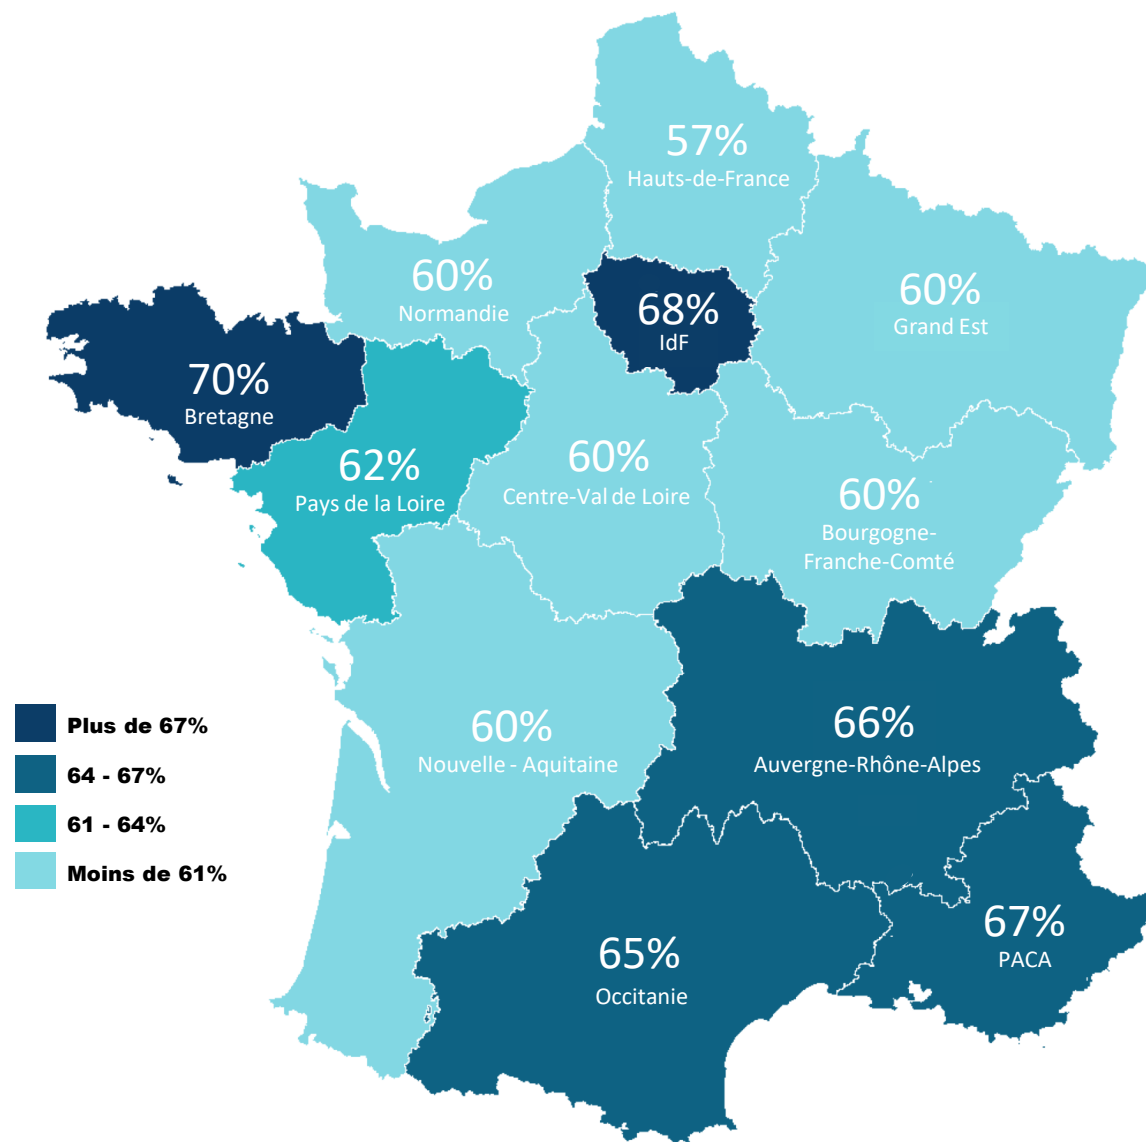 57%
Hauts-de-France
60%
Normandie
68%
IdF
60%
Grand Est
70%
Bretagne
62%
Pays de la Loire
60%
Centre-Val de Loire
60%
Bourgogne-
Franche-Comté
60%
Nouvelle - Aquitaine
66%
Auvergne-Rhône-Alpes
65%
Occitanie
67%
PACA
Plus de 67%
64 - 67%
61 - 64%
Moins de 61%